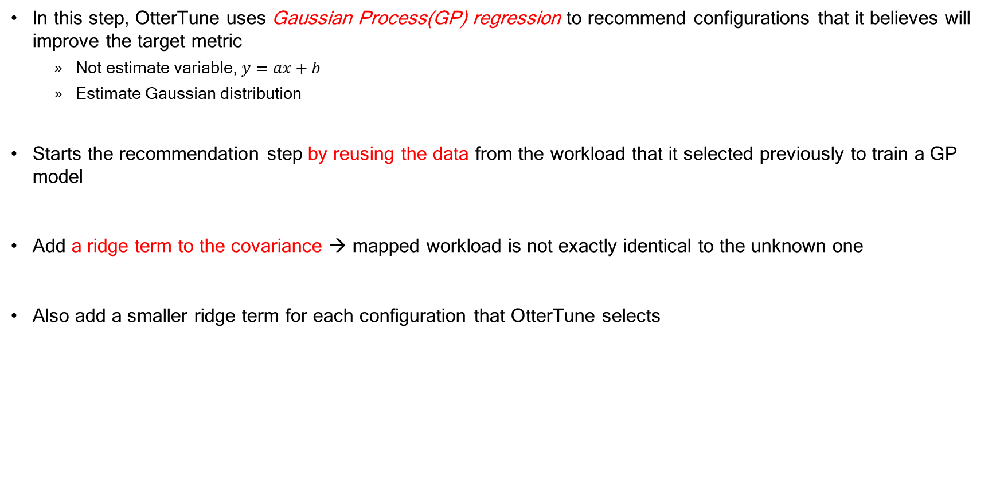 • In this step, OtterTune uses Gaussian Process(GP) regression to recommend configurations that it believes will
improve the target metric
» Not estimate variable, y = ax + b
» Estimate Gaussian distribution
• Starts the recommendation step by reusing the data from the workload that it selected previously to train a GP
model
• Add a ridge term to the covariance → mapped workload is not exactly identical to the unknown one
• Also add a smaller ridge term for each configuration that OtterTune selects